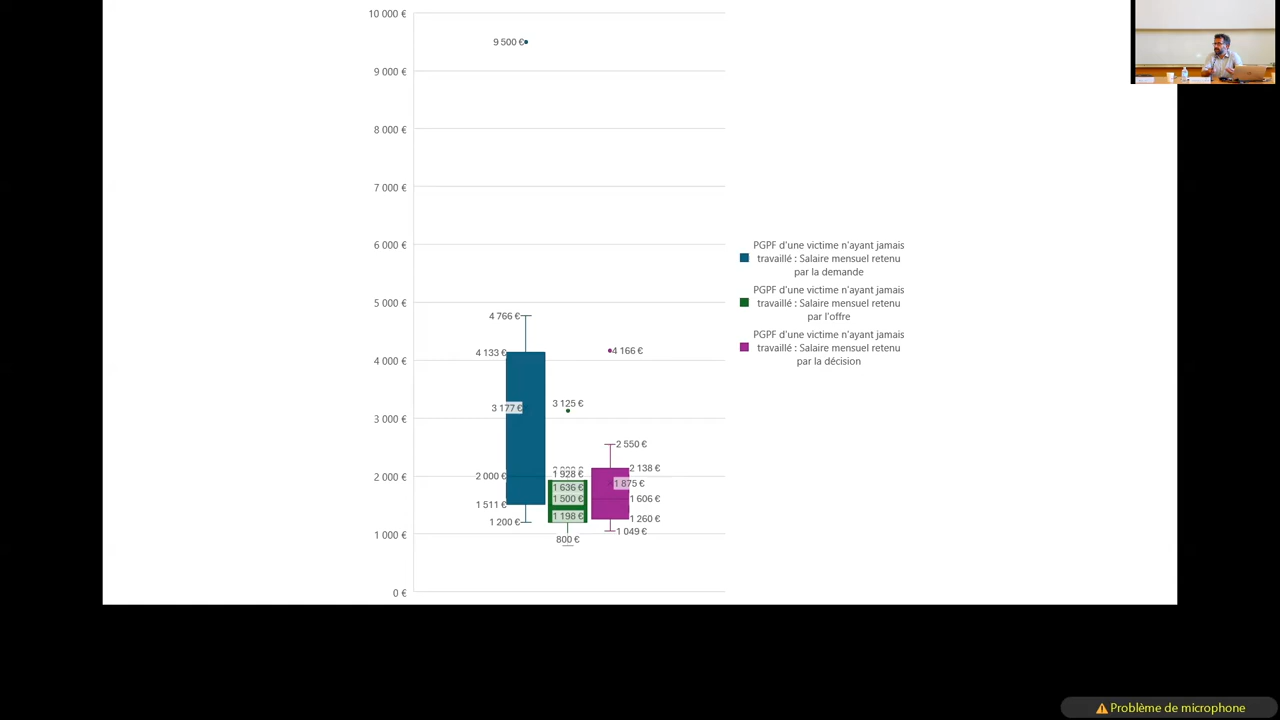 10 000 €
9 500 €
9 000 €
8 000 €
7 000 €
6 000 €
5 000 €
4 000 €
3 000 €
2 000 €
1 000 €
0 €
4 766 €
4 133 €
3 177 €
2 000 €
1 511 €
1 200 €
3 125 €
1 928 €
1 636 €
1 500 €
1 198 €
800 €
4 166 €
2 550 €
2 138 €
1 875 €
1 606 €
1 260 €
1 049 €
PGPF d'une victime n'ayant jamais
travaillé : Salaire mensuel retenu
par la demande
PGPF d'une victime n'ayant jamais
travaillé : Salaire mensuel retenu
par l'offre
PGPF d'une victime n'ayant jamais
travaillé : Salaire mensuel retenu
par la décision
Problème de microphone